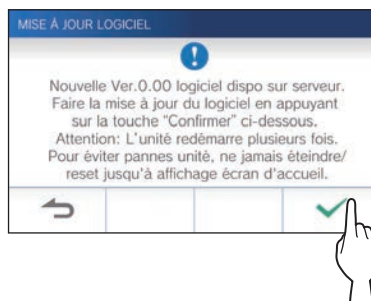 MISE À JOUR LOGICIEL
Nouvelle Ver.0.00 logiciel dispo sur serveur.
Faire la mise à jour du logiciel en appuyant
sur la touche “Confirmer” ci-dessous.
Attention: L'unité redémarre plusieurs fois.
Pour éviter pannes unité, ne jamais éteindre/
reset jusqu'à affichage écran d'accueil.